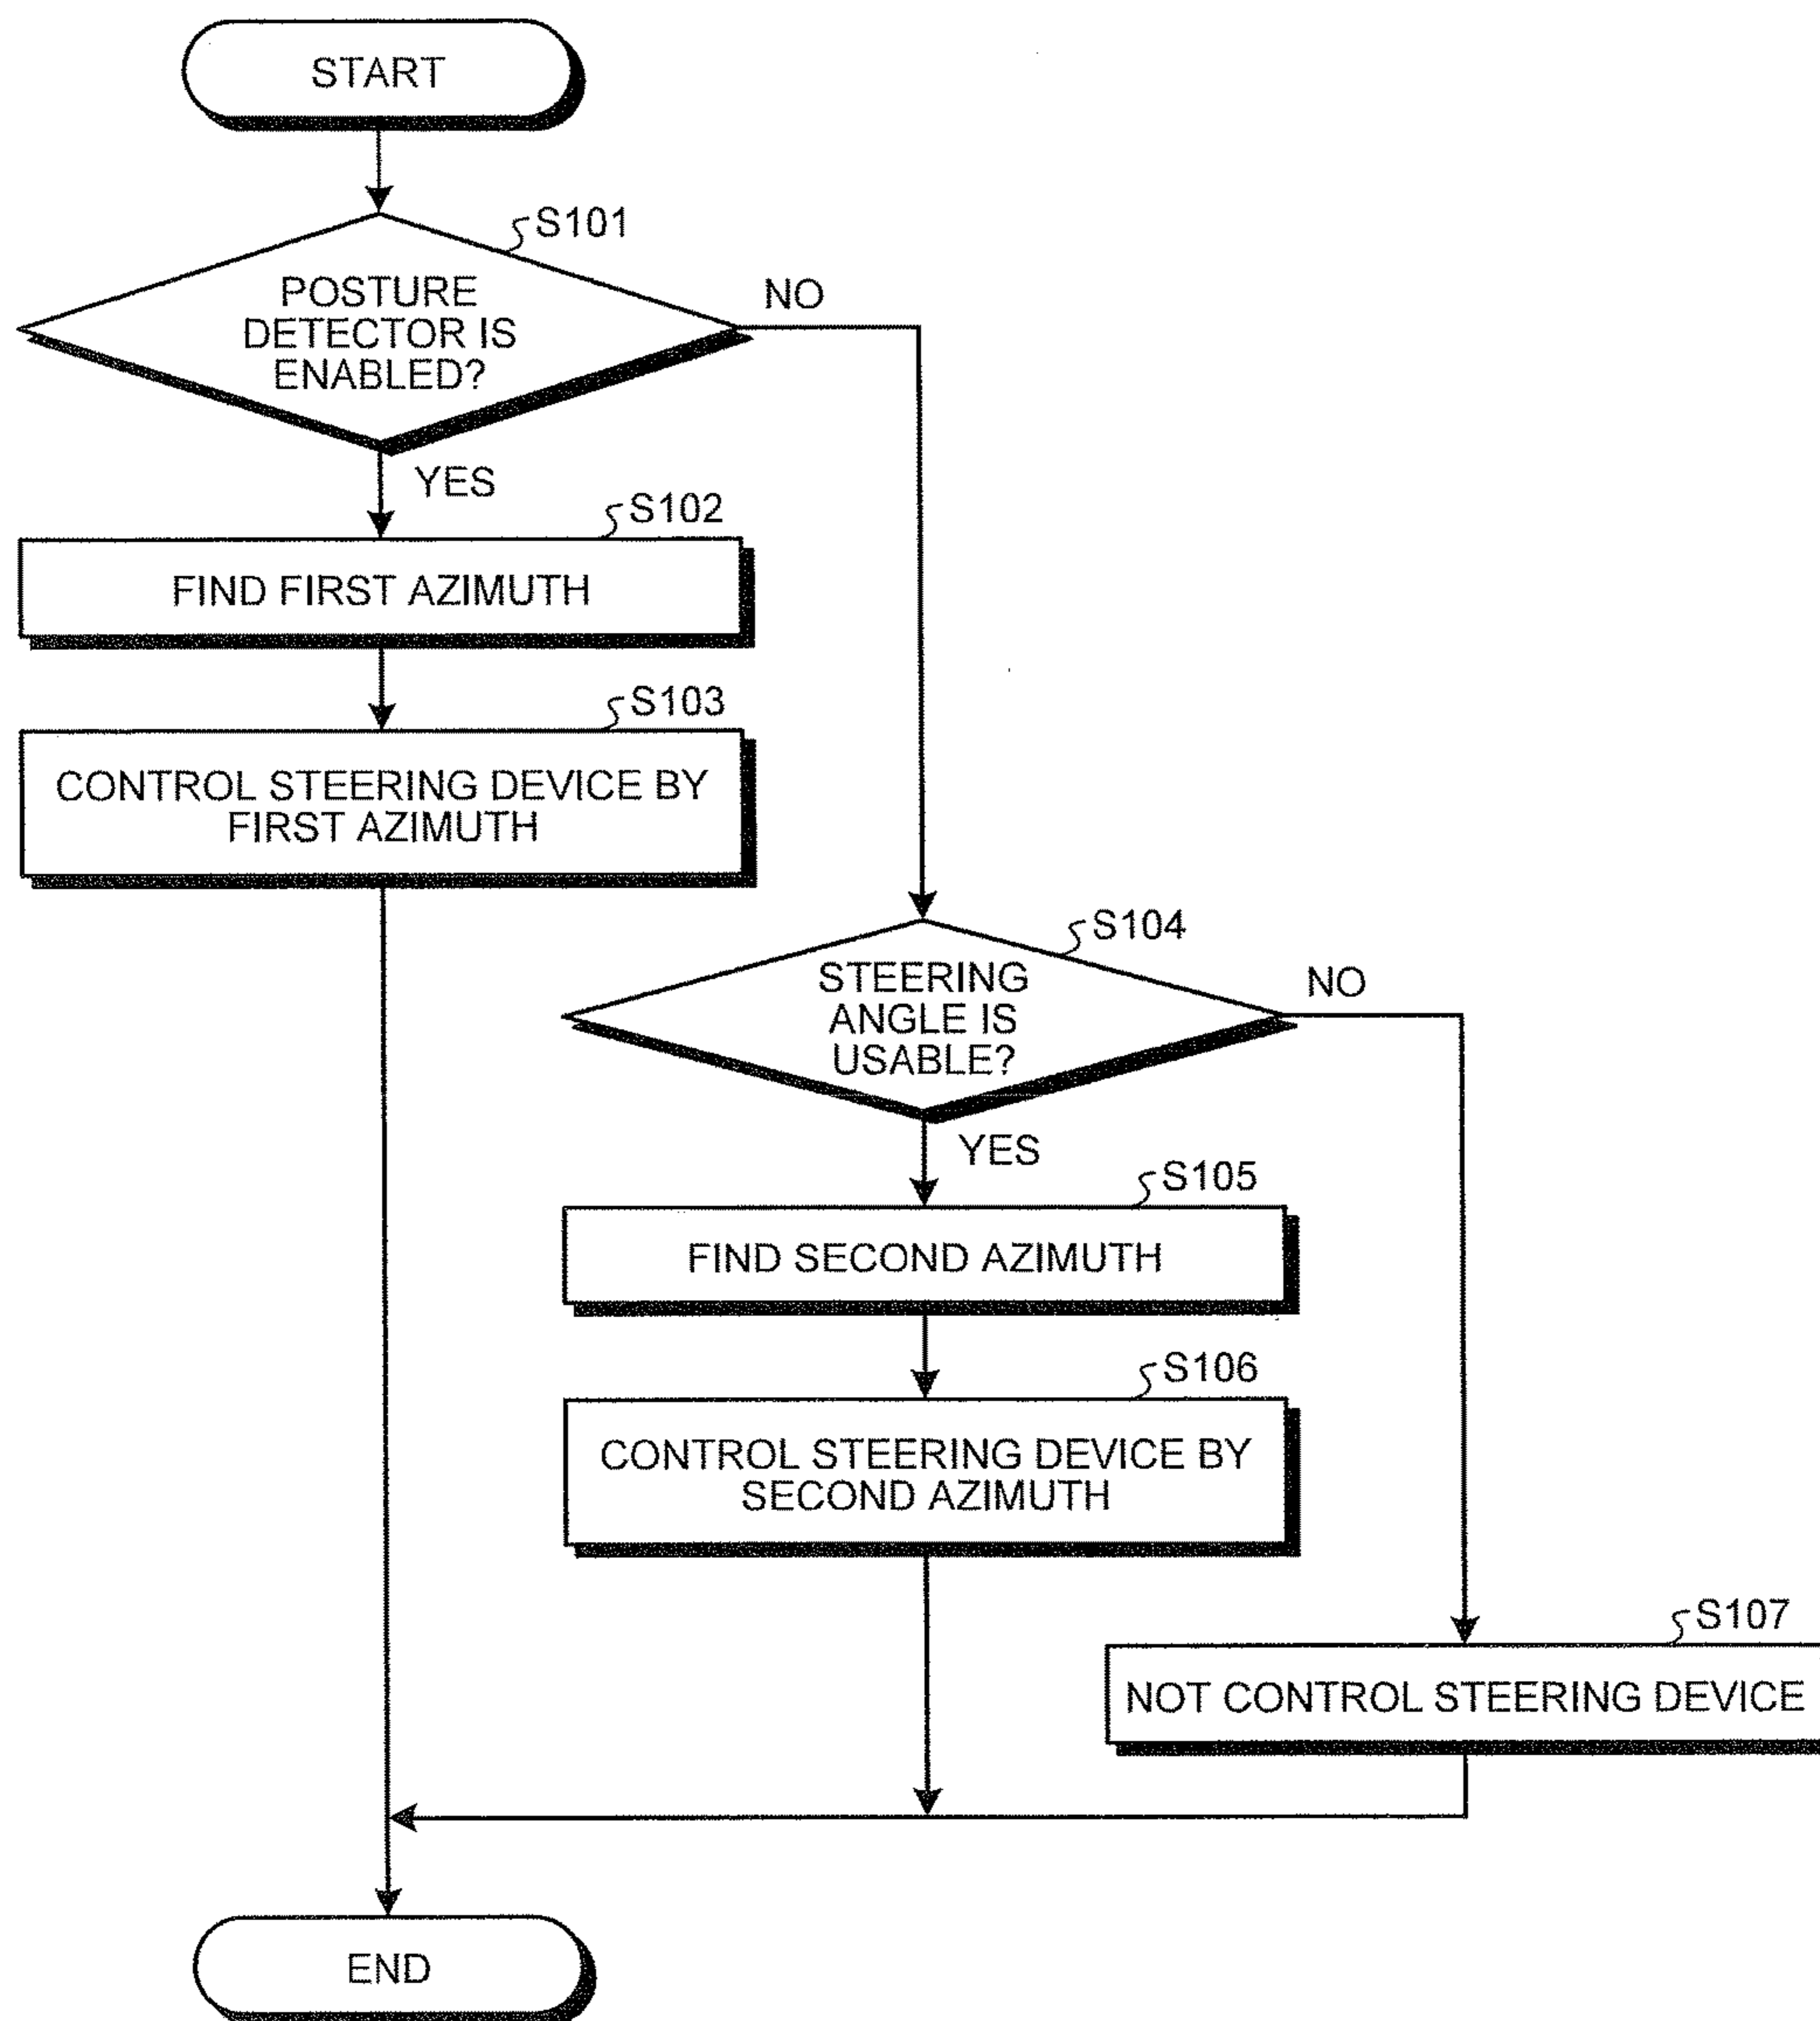 START
S101
POSTURE
DETECTOR IS
ENABLED?
NO
YES
S102
FIND FIRST AZIMUTH
S103
CONTROL STEERING DEVICE BY
FIRST AZIMUTH
S104
STEERING
ANGLE IS
USABLE?
NO
YES
S105
FIND SECOND AZIMUTH
S106
CONTROL STEERING DEVICE BY
SECOND AZIMUTH
S107
NOT CONTROL STEERING DEVICE
END